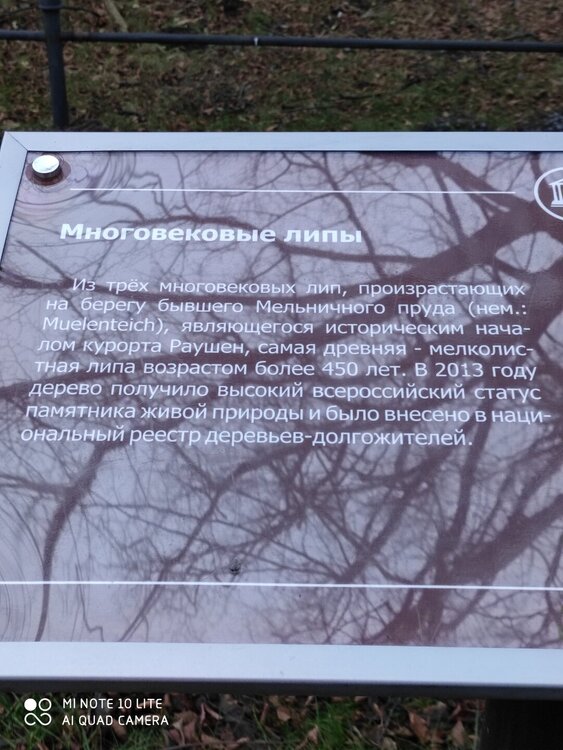 Многовековые липы
Из трёх многовековых лип, произрастающих
на берегу бывшего Мельничного пруда (нем.:
Muelenteich), являющегося историческим нача-
лом курорта Раушен, самая древняя - мелколис-
тная липа возрастом более 450 лет. В 2013 году
дерево получило высокий всероссийский статус
памятника живой природы и было внесено в наци-
ональный реестр деревьев-долгожителей.
MI NOTE 10 LITE
AI QUAD CAMERA